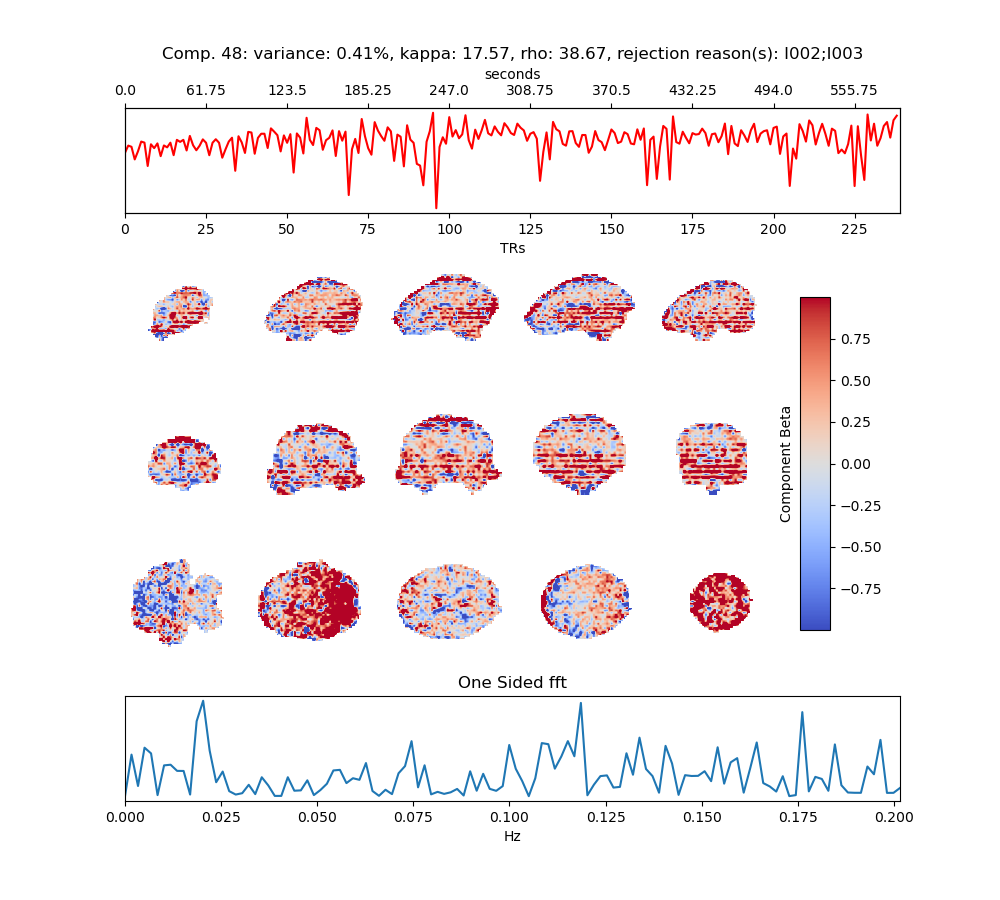 Comp. 48: variance: 0.41%, kappa: 17.57, rho: 38.67, rejection reason(s): I002;I003
seconds
0.0 61.75 123.5 185.25 247.0 308.75 370.5 432.25 494.0 555.75
0 25 50 75 100 125 150 175 200 225
TRs
0.75
0.50
0.25
0.00
−0.25
−0.50
−0.75
Component Beta
One Sided fft
0.000 0.025 0.050 0.075 0.100 0.125 0.150 0.175 0.200
Hz